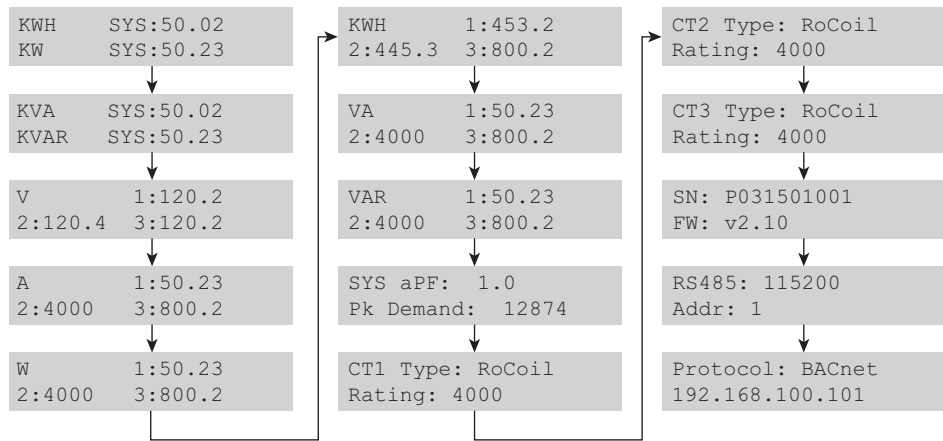 KWH SYS:50.02
KW SYS:50.23
KVA SYS:50.02
KVAR SYS:50.23
V 1:120.2
2:120.4 3:120.2
A 1:50.23
2:4000 3:800.2
W 1:50.23
2:4000 3:800.2
KWH 1:453.2
2:445.3 3:800.2
VA 1:50.23
2:4000 3:800.2
VAR 1:50.23
2:4000 3:800.2
SYS aPF: 1.0
Pk Demand: 12874
CT1 Type: RoCoil
Rating: 4000
CT2 Type: RoCoil
Rating: 4000
CT3 Type: RoCoil
Rating: 4000
SN: P031501001
FW: v2.10
RS485: 115200
Addr: 1
Protocol: BACnet
192.168.100.101